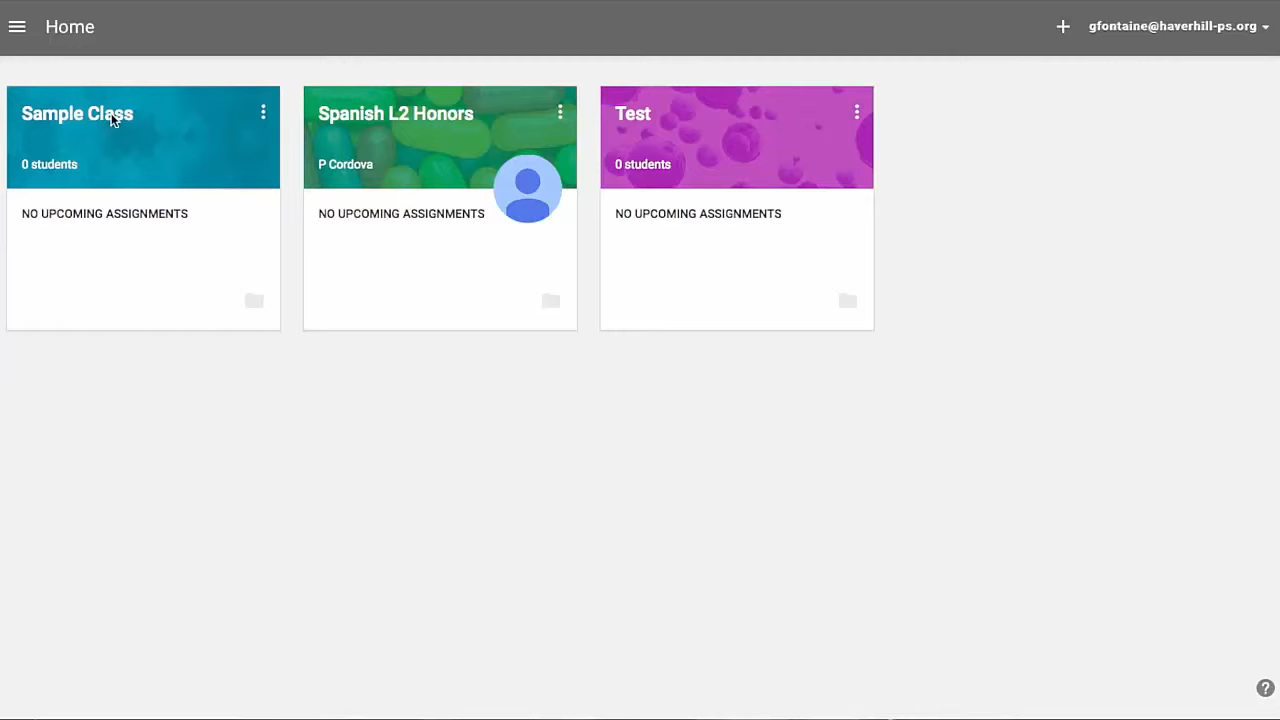 Home
gfontaine@haverhill-ps.org
Sample Class
0 students
NO UPCOMING ASSIGNMENTS
Spanish L2 Honors
P Cordova
NO UPCOMING ASSIGNMENTS
Test
0 students
NO UPCOMING ASSIGNMENTS